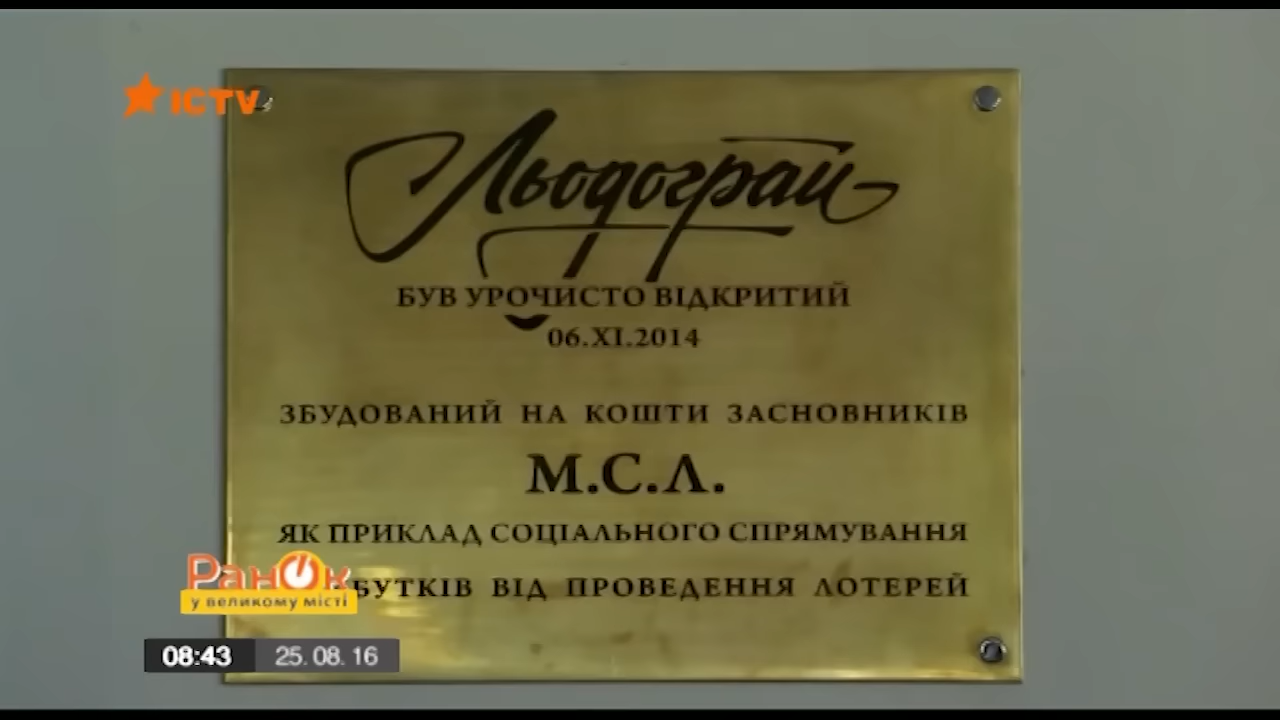 ICTV
Льодограй
БУВ УРОЧИСТО ВІДКРИТИЙ
06.XI.2014
ЗБУДОВАНИЙ НА КОШТИ ЗАСНОВНИКІВ
М.С.Л.
ЯК ПРИКЛАД СОЦІАЛЬНОГО СПРЯМУВАННЯ
ВІД ПРОВЕДЕННЯ ЛОТЕРЕЙ
Ранок
у великому місті
08:43 25.08.16